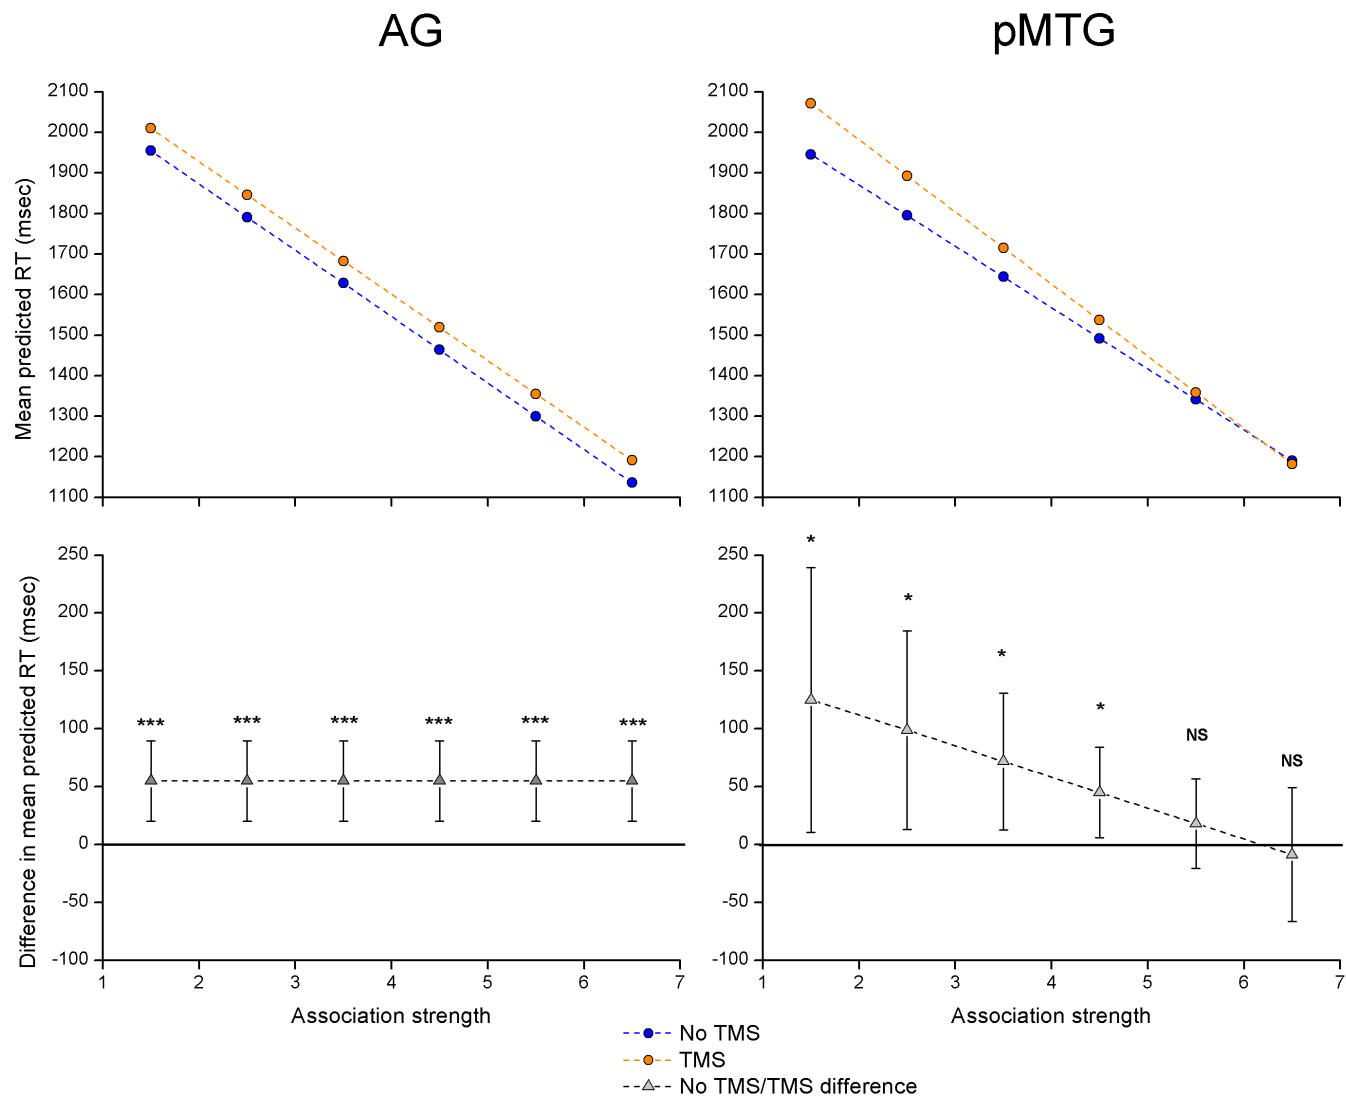 AG
pMTG
Mean predicted RT (msec)
2100
2000
1900
1800
1700
1600
1500
1400
1300
1200
1100
2100
2000
1900
1800
1700
1600
1500
1400
1300
1200
1100
Difference in mean predicted RT (msec)
250
200
150
100
50
0
-50
-100
*** *** *** *** *** ***
1 2 3 4 5 6 7
Association strength
250
200
150
100
50
0
-50
-100
* * * * NS NS
1 2 3 4 5 6 7
Association strength
No TMS
TMS
No TMS/TMS difference